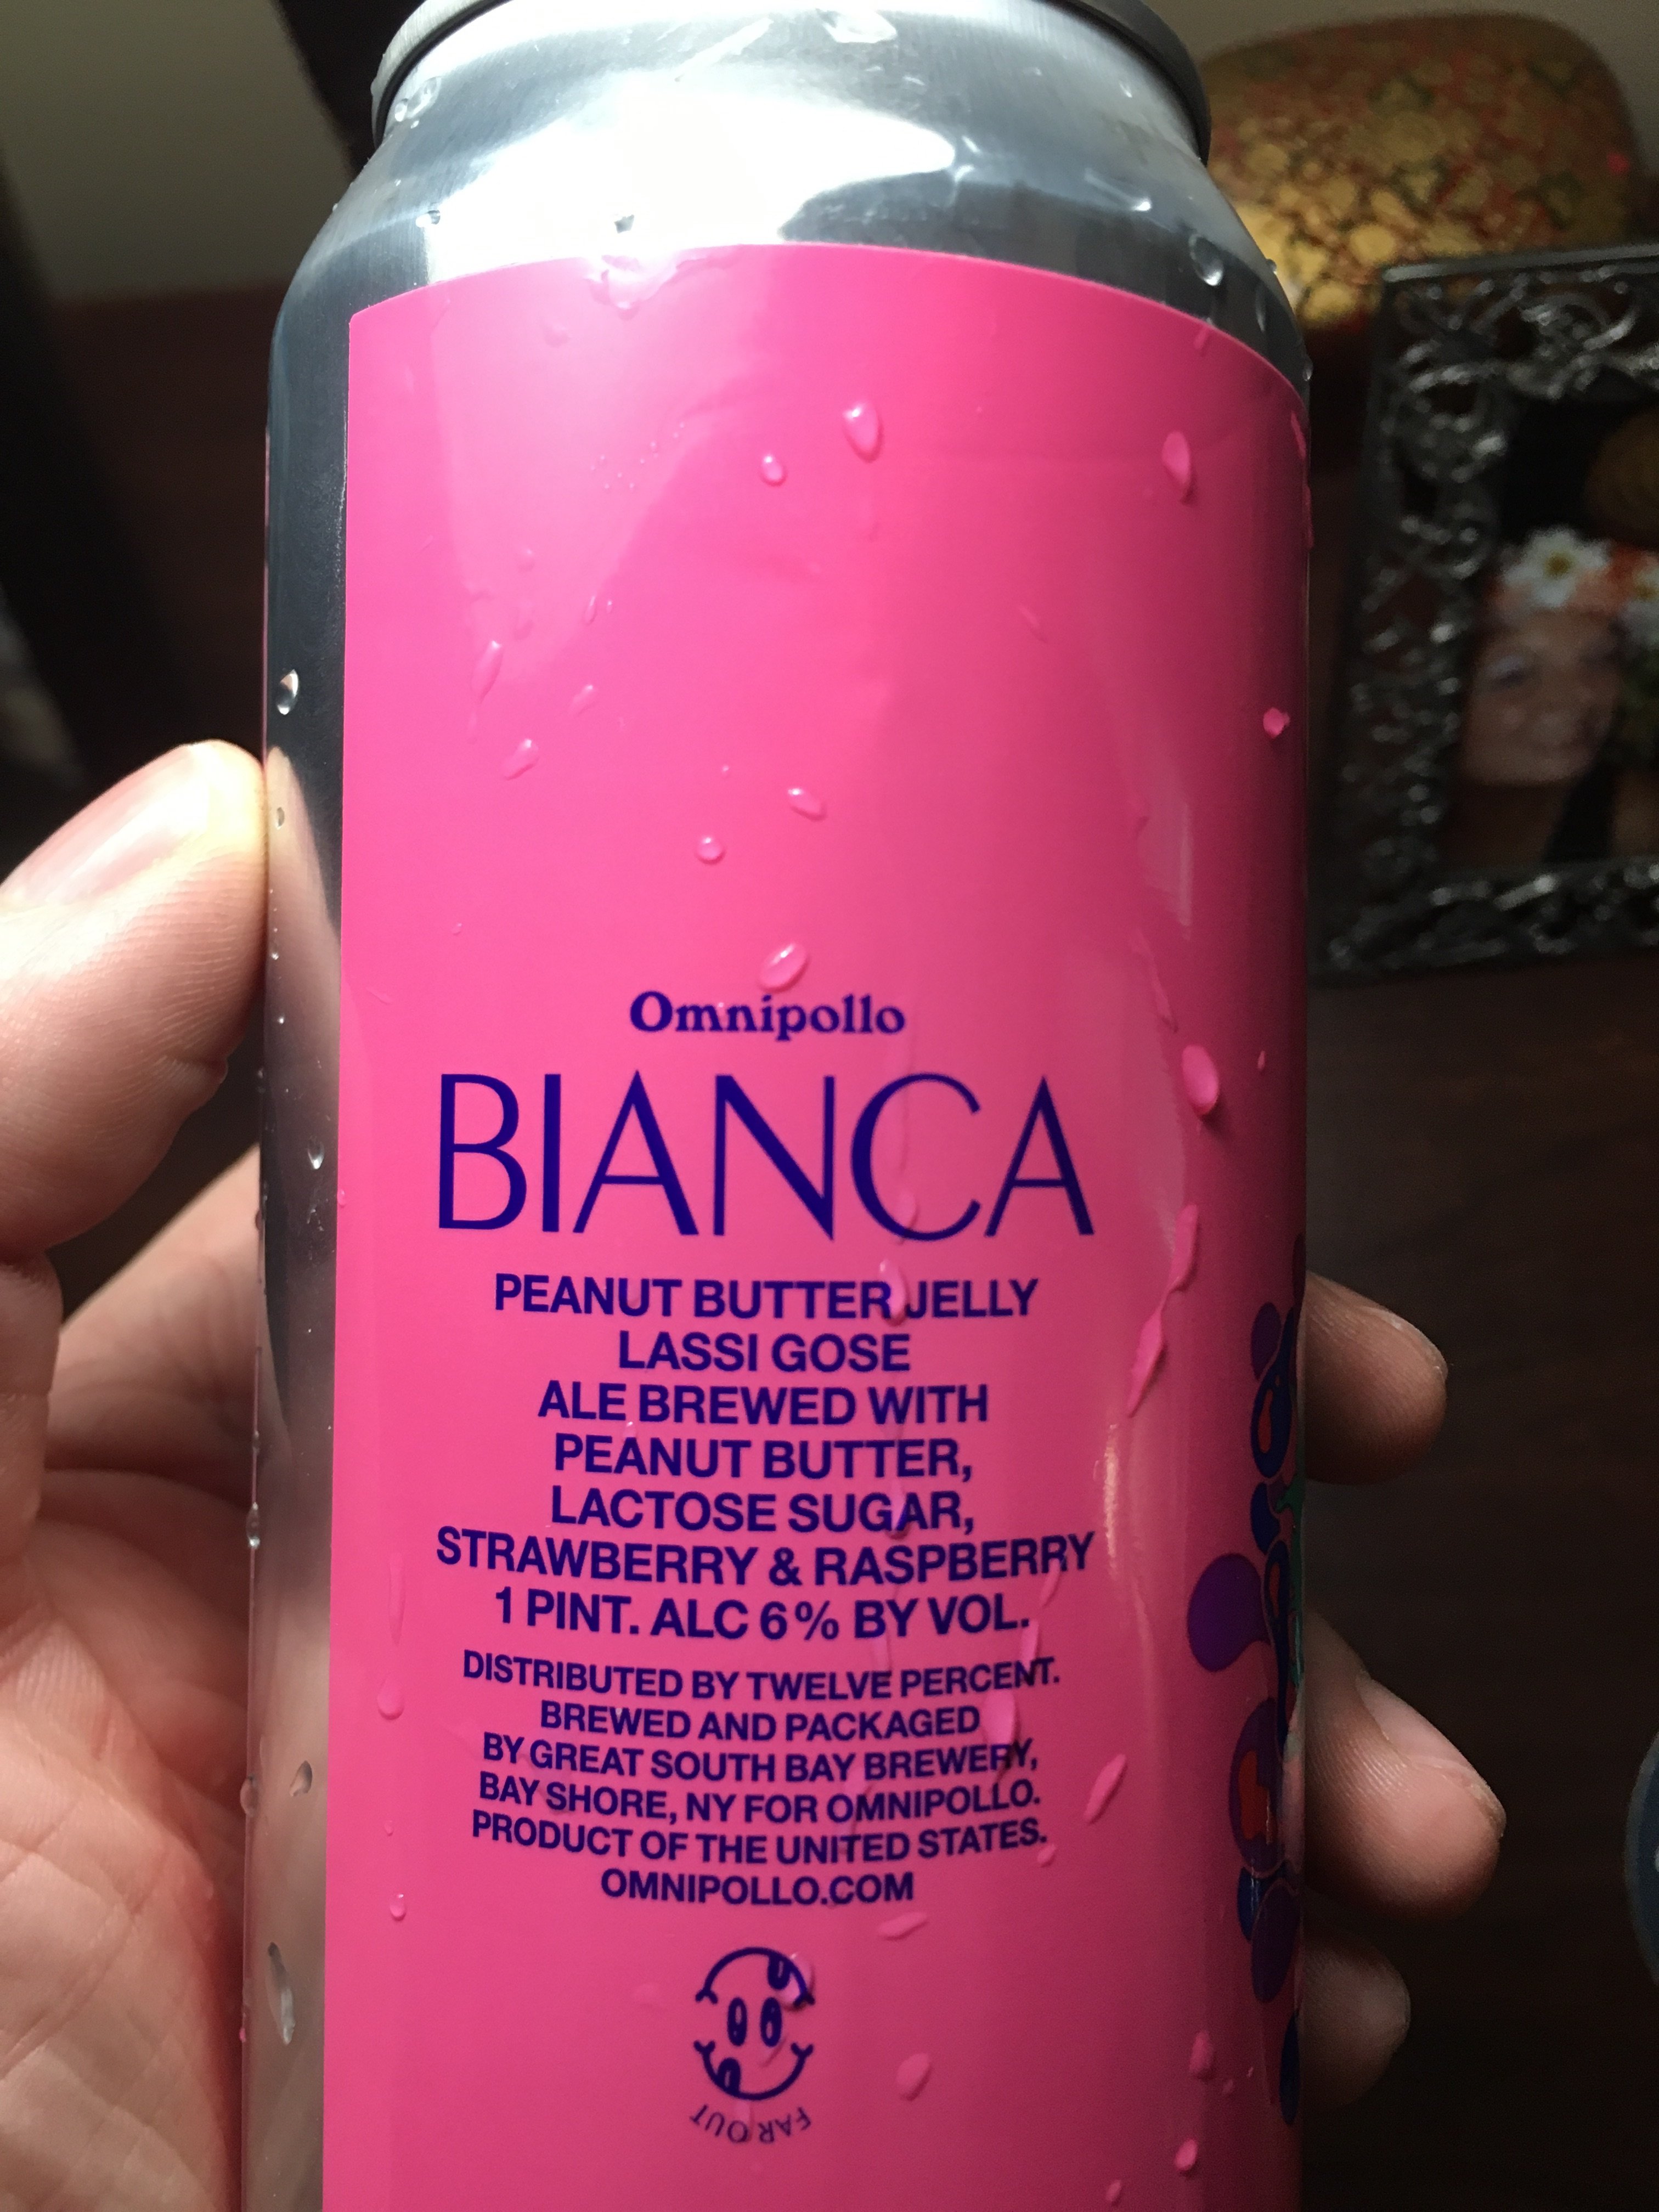 Omnipollo
BIANCA
PEANUT BUTTER JELLY
LASSI GOSE
ALE BREWED WITH
PEANUT BUTTER,
LACTOSE SUGAR,
STRAWBERRY & RASPBERRY
1 PINT. ALC 6% BY VOL.
DISTRIBUTED BY TWELVE PERCENT.
BREWED AND PACKAGED
BY GREAT SOUTH BAY BREWERY,
BAY SHORE, NY FOR OMNIPOLLO.
PRODUCT OF THE UNITED STATES.
OMNIPOLLO.COM
FAR OUT